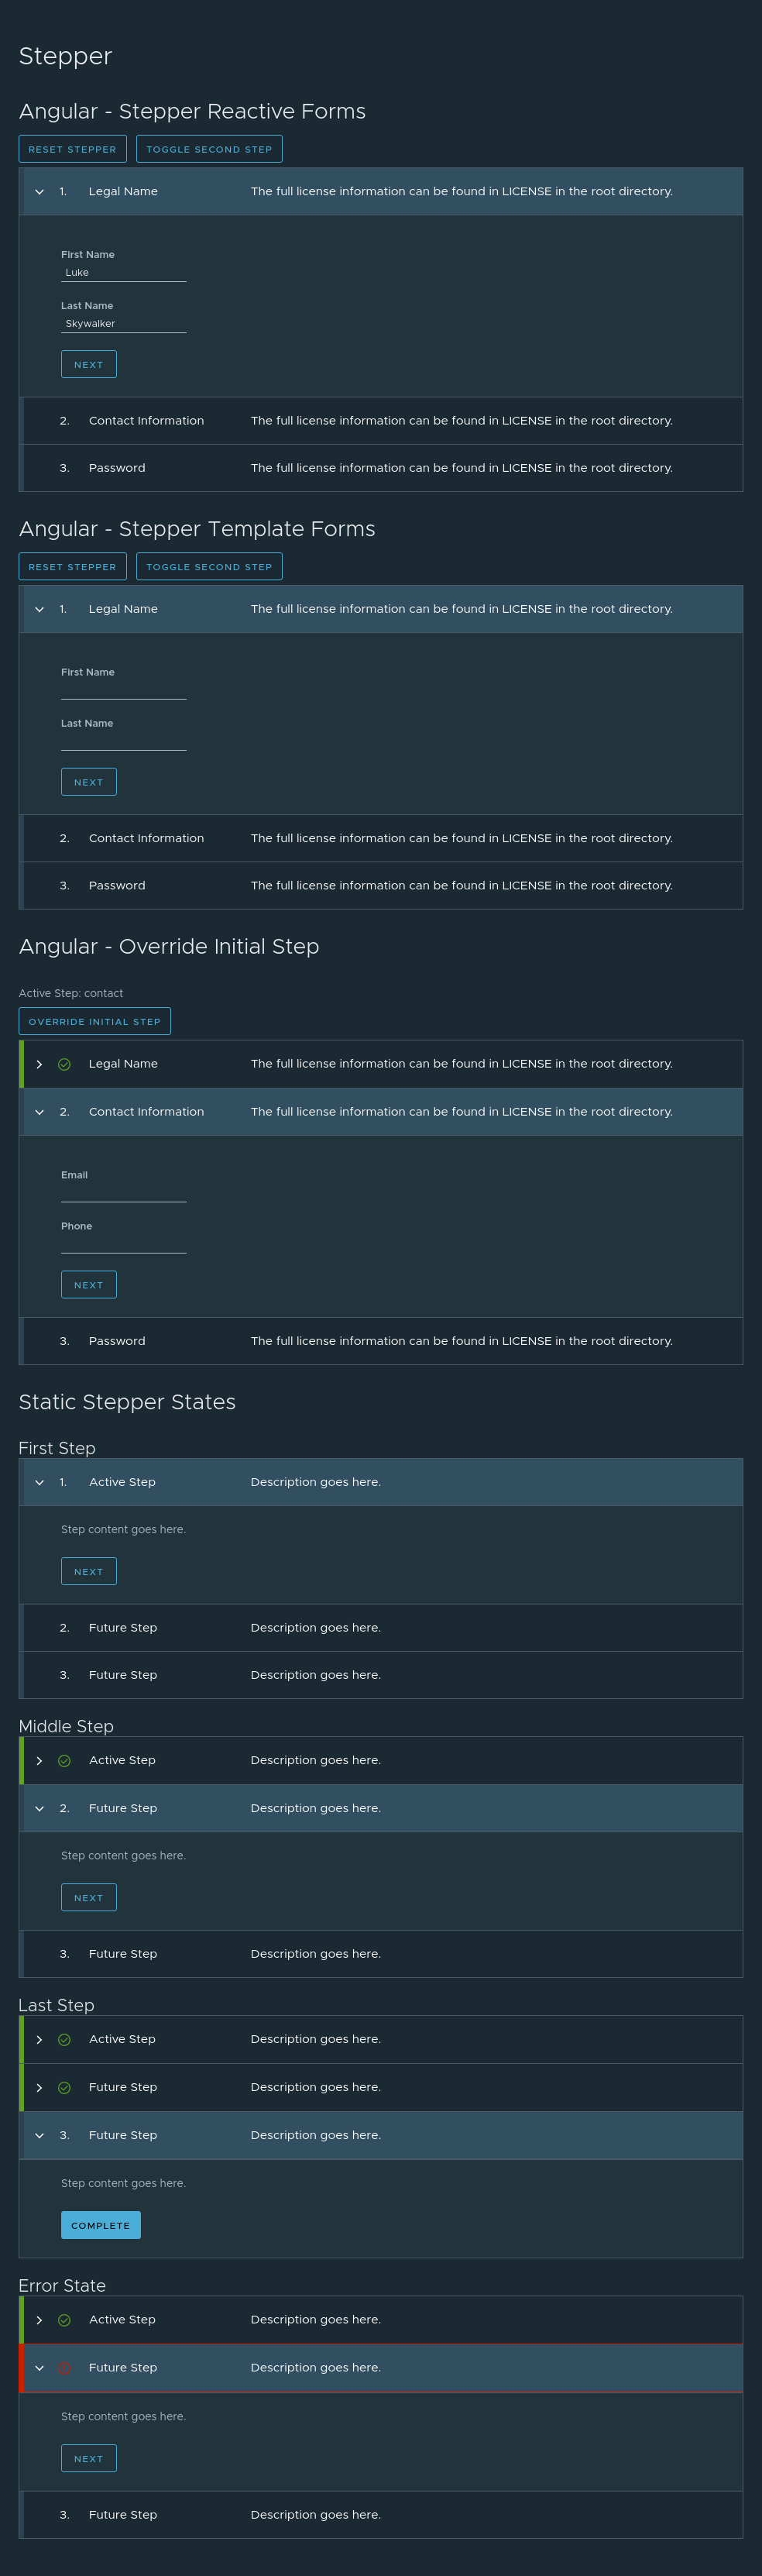 Stepper
Angular - Stepper Reactive Forms
RESET STEPPER TOGGLE SECOND STEP
1. Legal Name The full license information can be found in LICENSE in the root directory.
First Name
Luke
Last Name
Skywalker
NEXT
2. Contact Information The full license information can be found in LICENSE in the root directory.
3. Password The full license information can be found in LICENSE in the root directory.
Angular - Stepper Template Forms
RESET STEPPER TOGGLE SECOND STEP
1. Legal Name The full license information can be found in LICENSE in the root directory.
First Name
Last Name
NEXT
2. Contact Information The full license information can be found in LICENSE in the root directory.
3. Password The full license information can be found in LICENSE in the root directory.
Angular - Override Initial Step
Active Step: contact
OVERRIDE INITIAL STEP
Legal Name The full license information can be found in LICENSE in the root directory.
2. Contact Information The full license information can be found in LICENSE in the root directory.
Email
Phone
NEXT
3. Password The full license information can be found in LICENSE in the root directory.
Static Stepper States
First Step
1. Active Step Description goes here.
Step content goes here.
NEXT
2. Future Step Description goes here.
3. Future Step Description goes here.
Middle Step
Active Step Description goes here.
2. Future Step Description goes here.
Step content goes here.
NEXT
3. Future Step Description goes here.
Last Step
Active Step Description goes here.
Future Step Description goes here.
3. Future Step Description goes here.
Step content goes here.
COMPLETE
Error State
Active Step Description goes here.
Future Step Description goes here.
Step content goes here.
NEXT
3. Future Step Description goes here.